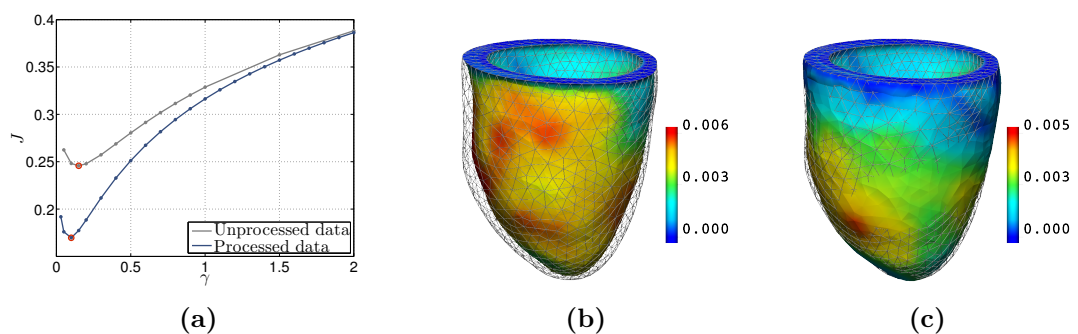 0.4
0.35
0.3
0.25
0.2
J
0 0.5 1 1.5 2
γ
Unprocessed data
Processed data
(a)
0.006
0.003
0.000
(b)
0.005
0.003
0.000
(c)